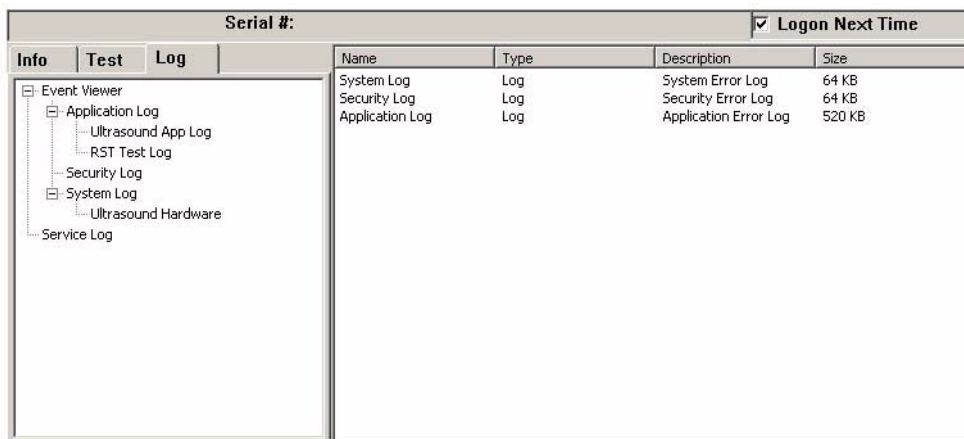 Serial #:
Logon Next Time
Info Test Log
Event Viewer
Application Log
Ultrasound App Log
RST Test Log
Security Log
System Log
Ultrasound Hardware
Service Log
Name Type Description Size
System Log Log System Error Log 64 KB
Security Log Log Security Error Log 64 KB
Application Log Log Application Error Log 520 KB